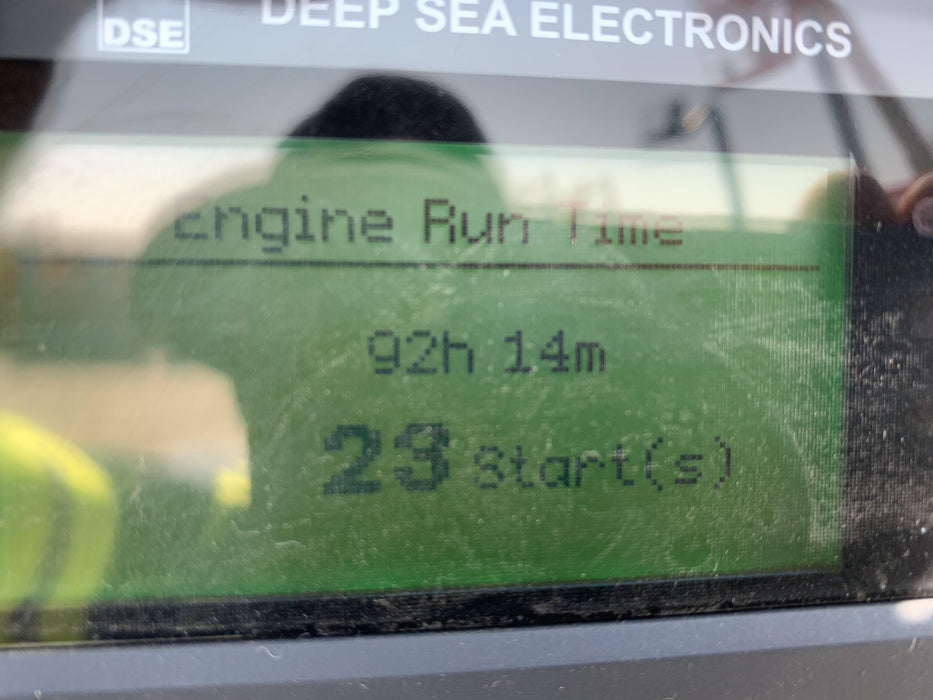 DSE DEEP SEA ELECTRONICS
Engine Run Time
92h 14m
23 Start(s)